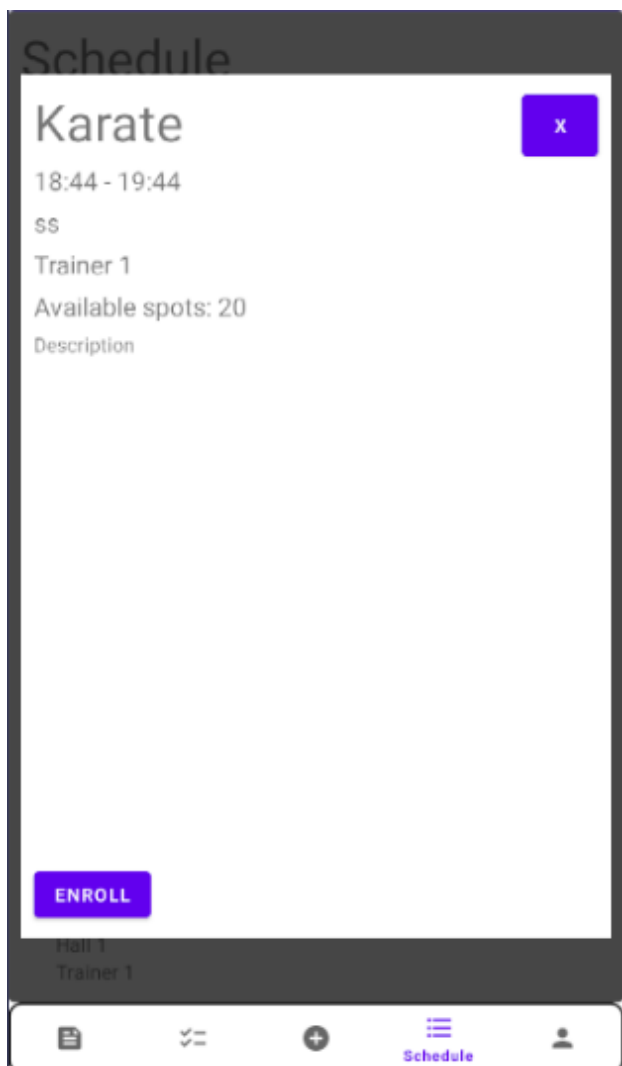 Schedule
Karate
X
18:44 - 19:44
ss
Trainer 1
Available spots: 20
Description
ENROLL
Hall 1
Trainer 1
Schedule